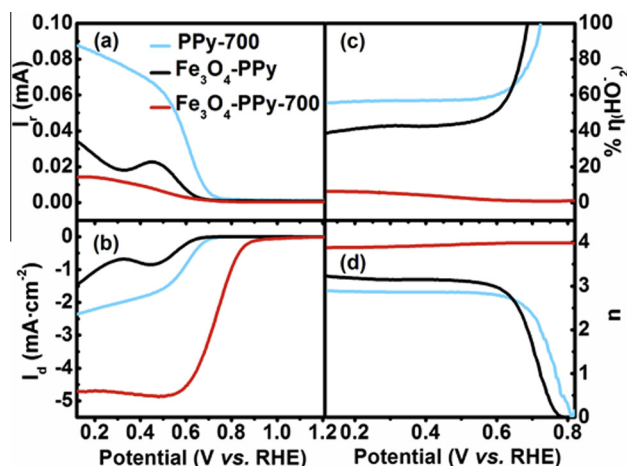 (a)
PPy-700
Fe₃O₄-PPy
Fe₃O₄-PPy-700
0.10
0.08
0.06
0.04
0.02
0.00
Iᵣ (mA)
(c)
100
80
60
40
20
0
% η(HO₂⁻)
(b)
0
-1
-2
-3
-4
-5
I_d (mA·cm⁻²)
0.2 0.4 0.6 0.8 1.0 1.2
Potential (V vs. RHE)
(d)
4
3
2
1
0
n
0.2 0.4 0.6 0.8
Potential (V vs. RHE)